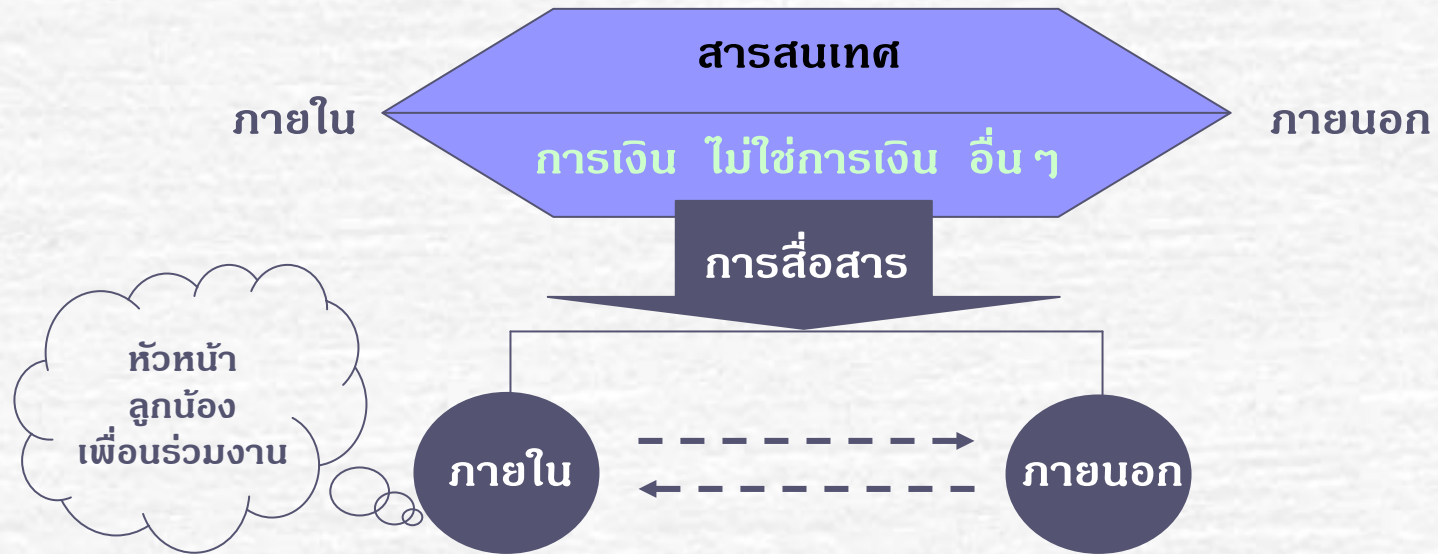 สารสนเทศ
ภายใน
ภายนอก
การเงิน ไม่ใช่การเงิน อื่น ๆ
การสื่อสาร
หัวหน้า
ลูกน้อง
เพื่อนร่วมงาน
ภายใน
ภายนอก